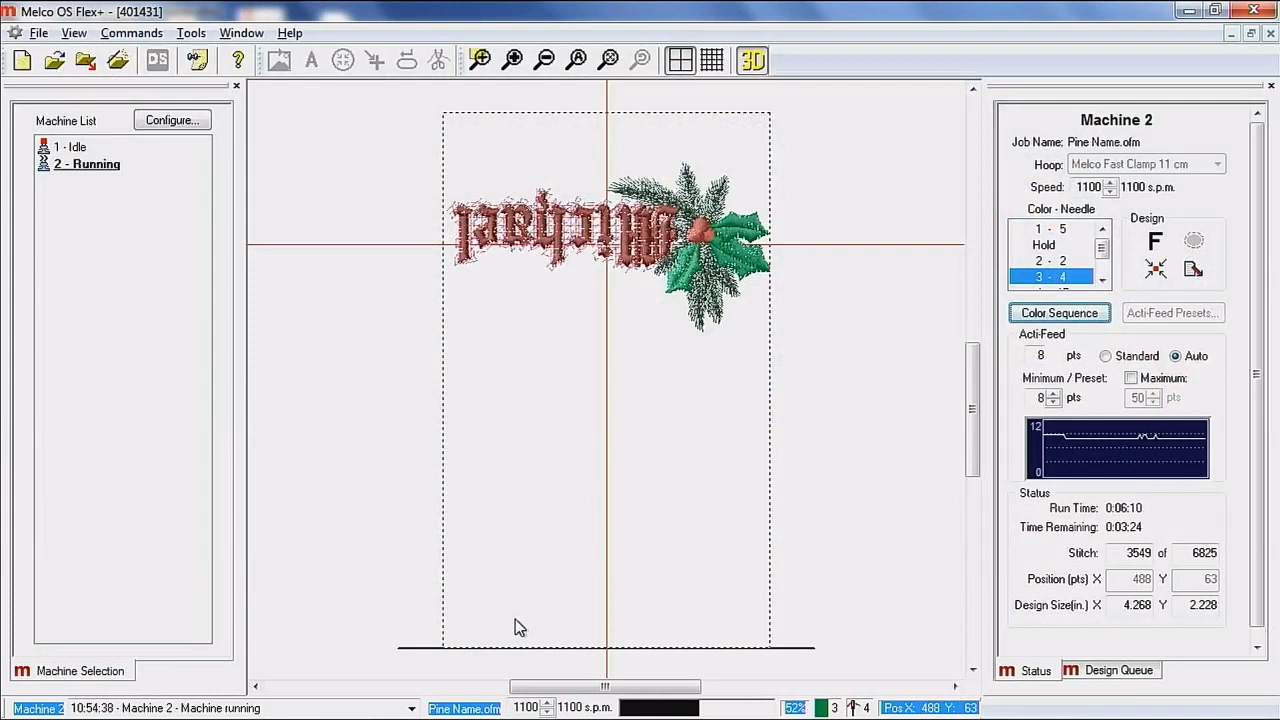 Melco OS Flex+ - [401431]
File View Commands Tools Window Help
Machine List Configure...
1 - Idle
2 - Running
Machine Selection
Machine 2
Job Name: Pine Name.ofm
Hoop: Melco Fast Clamp 11 cm
Speed: 1100 1100 s.p.m.
Color - Needle
1 - 5
Hold
2 - 2
3 - 4
Design
Color Sequence Acti-Feed Presets...
Acti-Feed
8 pts Standard Auto
Minimum / Preset: Maximum:
8 pts 50 pts
12
0
Status
Run Time: 0:06:10
Time Remaining: 0:03:24
Stitch: 3549 of 6825
Position (pts) X 488 Y 63
Design Size(in.) X 4.268 Y 2.228
Status Design Queue
Machine 2 10:54:38 - Machine 2 - Machine running Pine Name.ofm 1100 1100 s.p.m. 52% 3 4 Pos X: 488 Y: 63